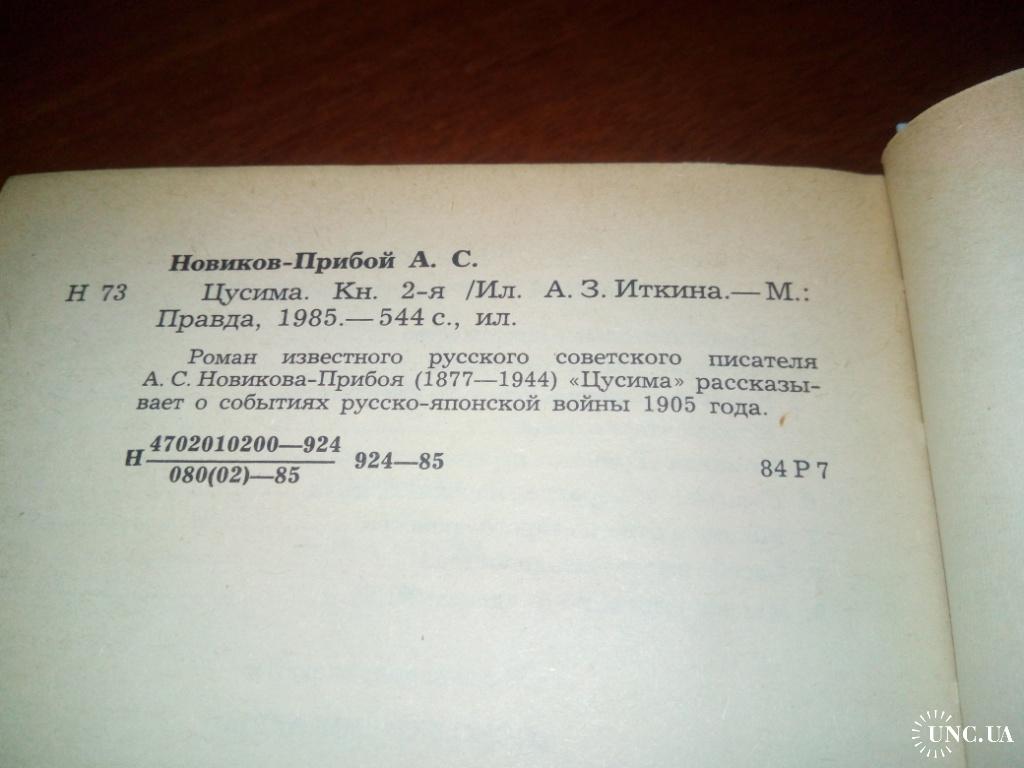 Новиков-Прибой А. С.
Н 73 Цусима. Кн. 2-я /Ил. А. З. Иткина.— М.:
Правда, 1985.— 544 с., ил.
Роман известного русского советского писателя
А. С. Новикова-Прибоя (1877—1944) «Цусима» рассказы-
вает о событиях русско-японской войны 1905 года.
Н 4702010200—924
080(02)—85 924—85 84 Р 7
UNC.UA